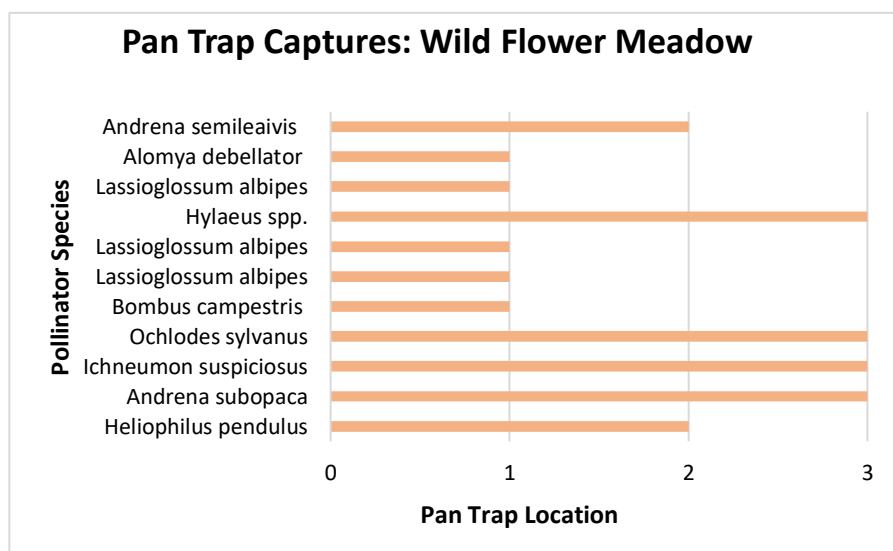 Pan Trap Captures: Wild Flower Meadow
Pollinator Species
Andrena semileaivis
Alomya debellator
Lassioglossum albipes
Hylaeus spp.
Lassioglossum albipes
Lassioglossum albipes
Bombus campestris
Ochlodes sylvanus
Ichneumon suspiciosus
Andrena subopaca
Heliophilus pendulus
0 1 2 3
Pan Trap Location